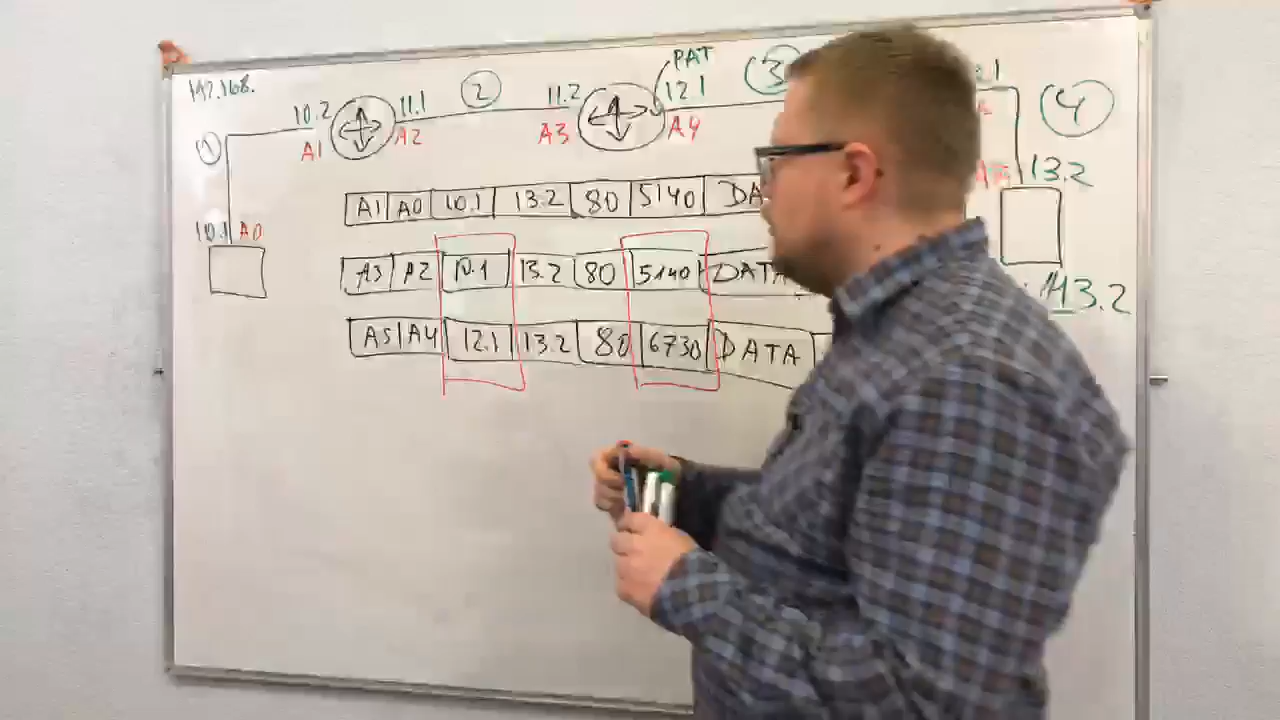 192.168.
10.2 11.1 2 11.2 PAT 12.1 3 4
1 A1 A2 A3 A4
13.2
10.1 A0
A1 A0 10.1 13.2 80 5140
A3 A2 10.1 13.2 80 5140 DATA
13.2
A5 A4 12.1 13.2 80 6730 DATA